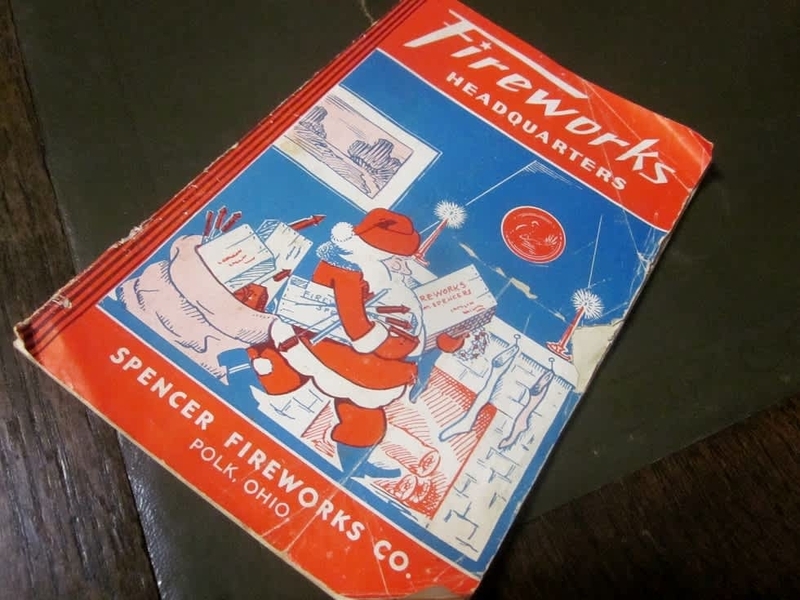 Fireworks
HEADQUARTERS
FIREWORKS
SPENCER FIREWORKS CO.
POLK, OHIO